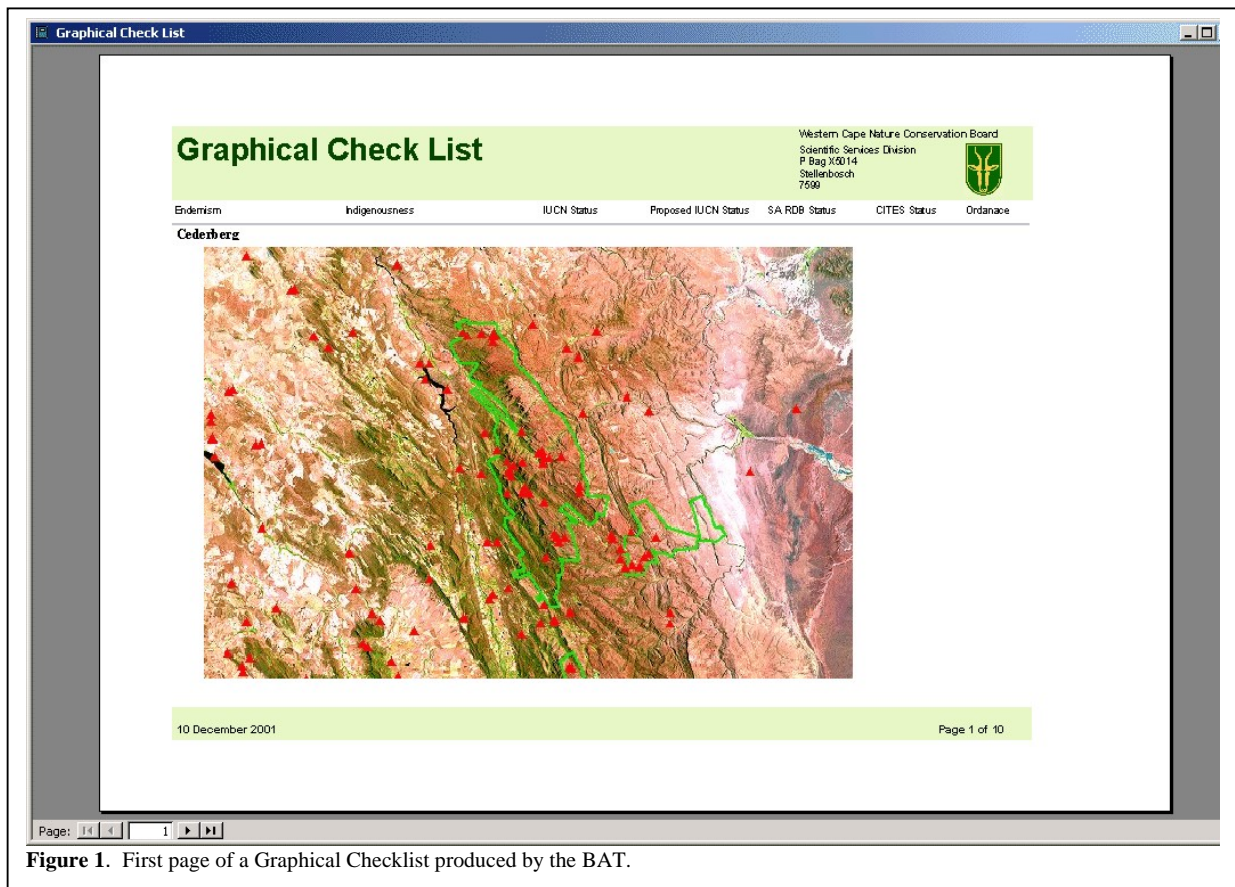 Graphical Check List
Graphical Check List
Western Cape Nature Conservation Board
Scientific Services Division
P Bag X5014
Stellenbosch
7599
Endemism Indigenousness IUCN Status Proposed IUCN Status SA RDB Status CITES Status Ordanace
Cederberg
10 December 2001 Page 1 of 10
Page: 1
Figure 1. First page of a Graphical Checklist produced by the BAT.